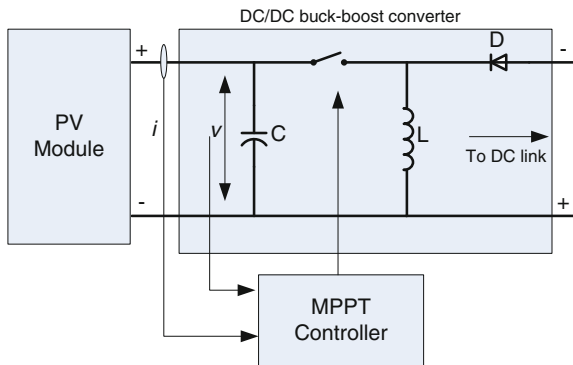 DC/DC buck-boost converter
D
+
-
i
v
C
L
PV
Module
To DC link
-
+
MPPT
Controller